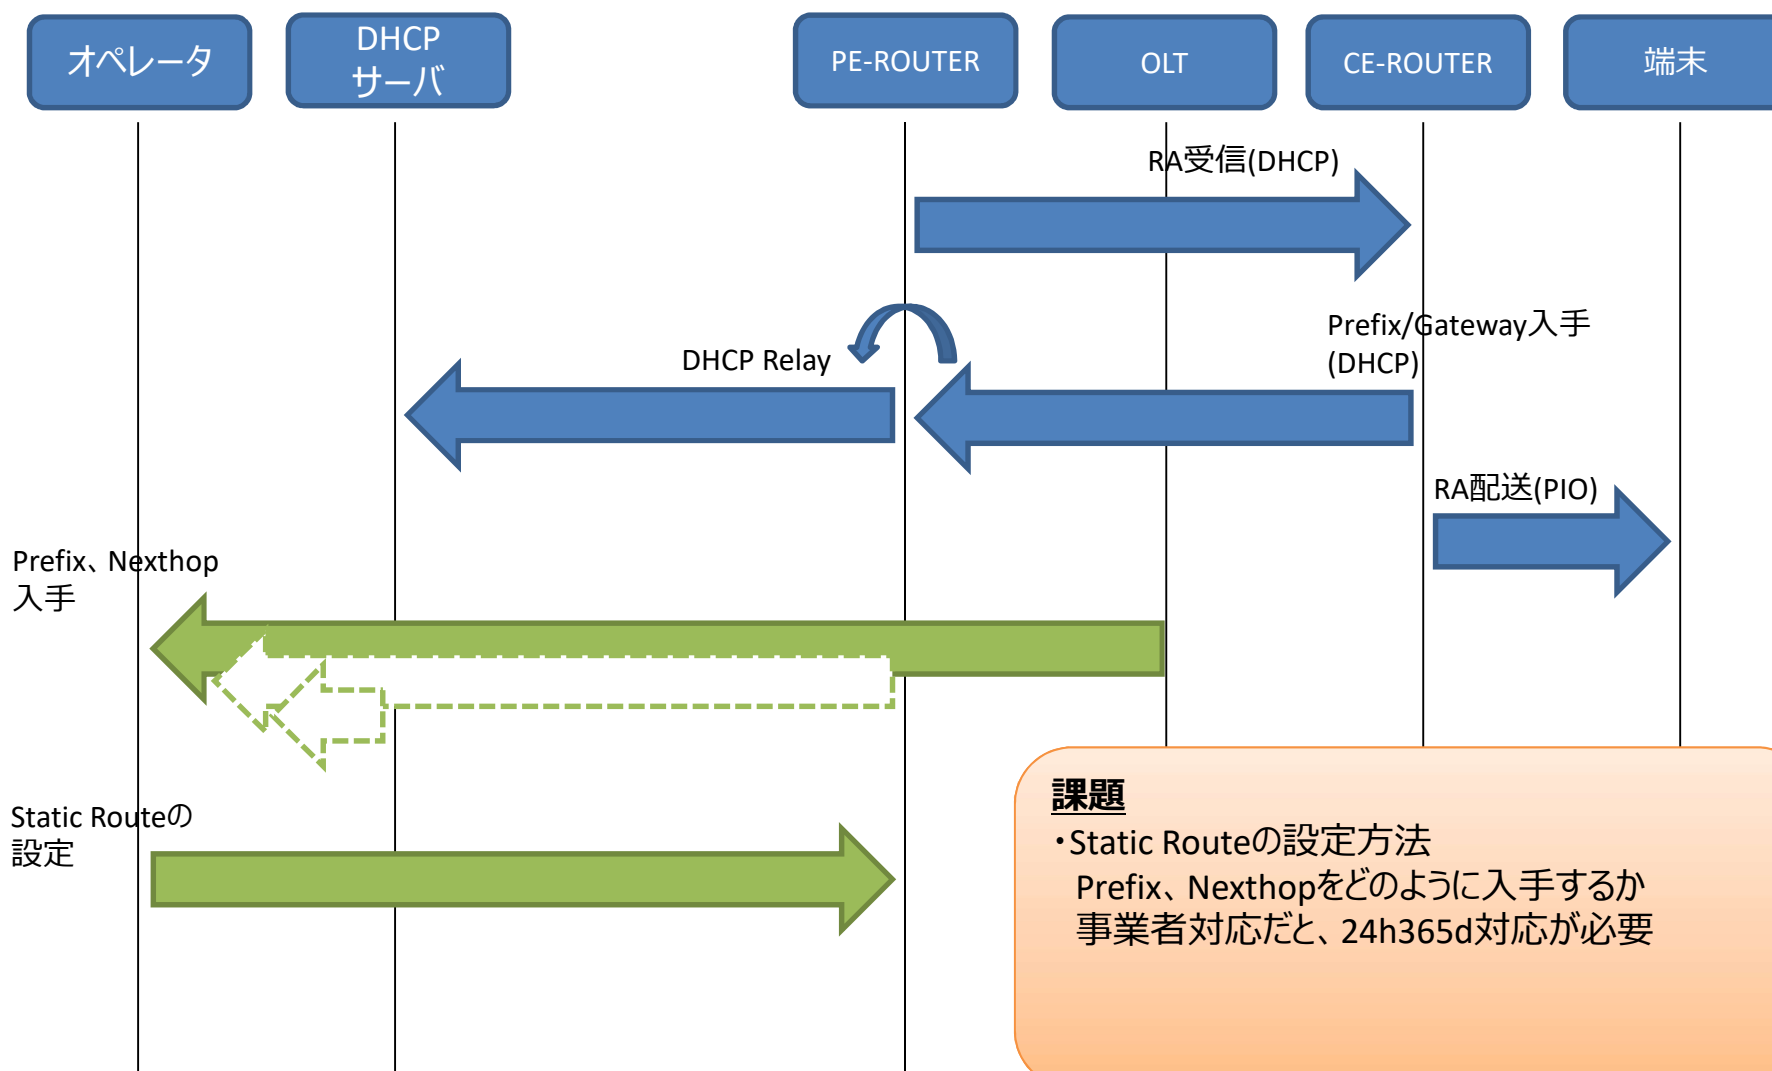 オペレータ
DHCP
サーバ
PE-ROUTER
OLT
CE-ROUTER
端末
RA受信(DHCP)
Prefix/Gateway入手
(DHCP)
DHCP Relay
RA配送(PIO)
Prefix、Nexthop
入手
Static Routeの
設定
課題
・Static Routeの設定方法
Prefix、Nexthopをどのように入手するか
事業者対応だと、24h365d対応が必要